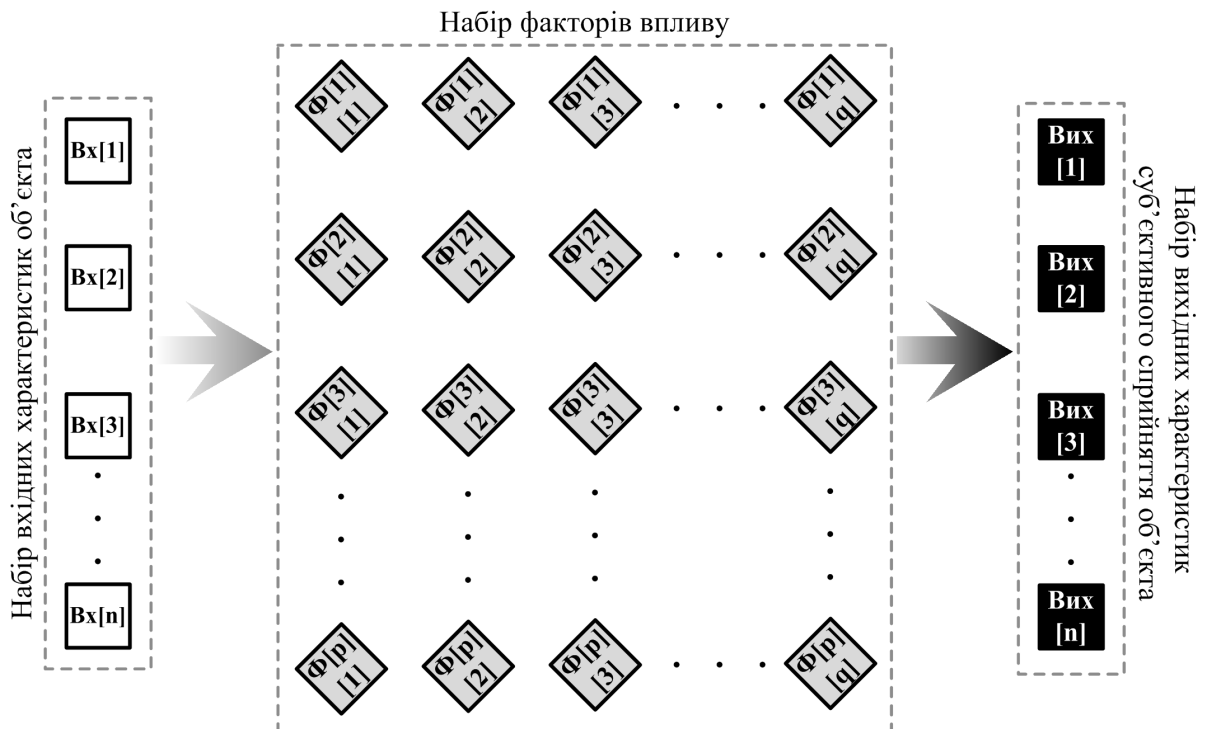 Набір факторів впливу
Набір вхідних характеристик об’єкта
Вх[1]
Вх[2]
Вх[3]
Вх[n]
Ф[1]
[1]
Ф[1]
[2]
Ф[1]
[3]
Ф[1]
[q]
Ф[2]
[1]
Ф[2]
[2]
Ф[2]
[3]
Ф[2]
[q]
Ф[3]
[1]
Ф[3]
[2]
Ф[3]
[3]
Ф[3]
[q]
Ф[p]
[1]
Ф[p]
[2]
Ф[p]
[3]
Ф[p]
[q]
Вих
[1]
Вих
[2]
Вих
[3]
Вих
[n]
Набір вихідних характеристик
суб’єктивного сприйняття об’єкта